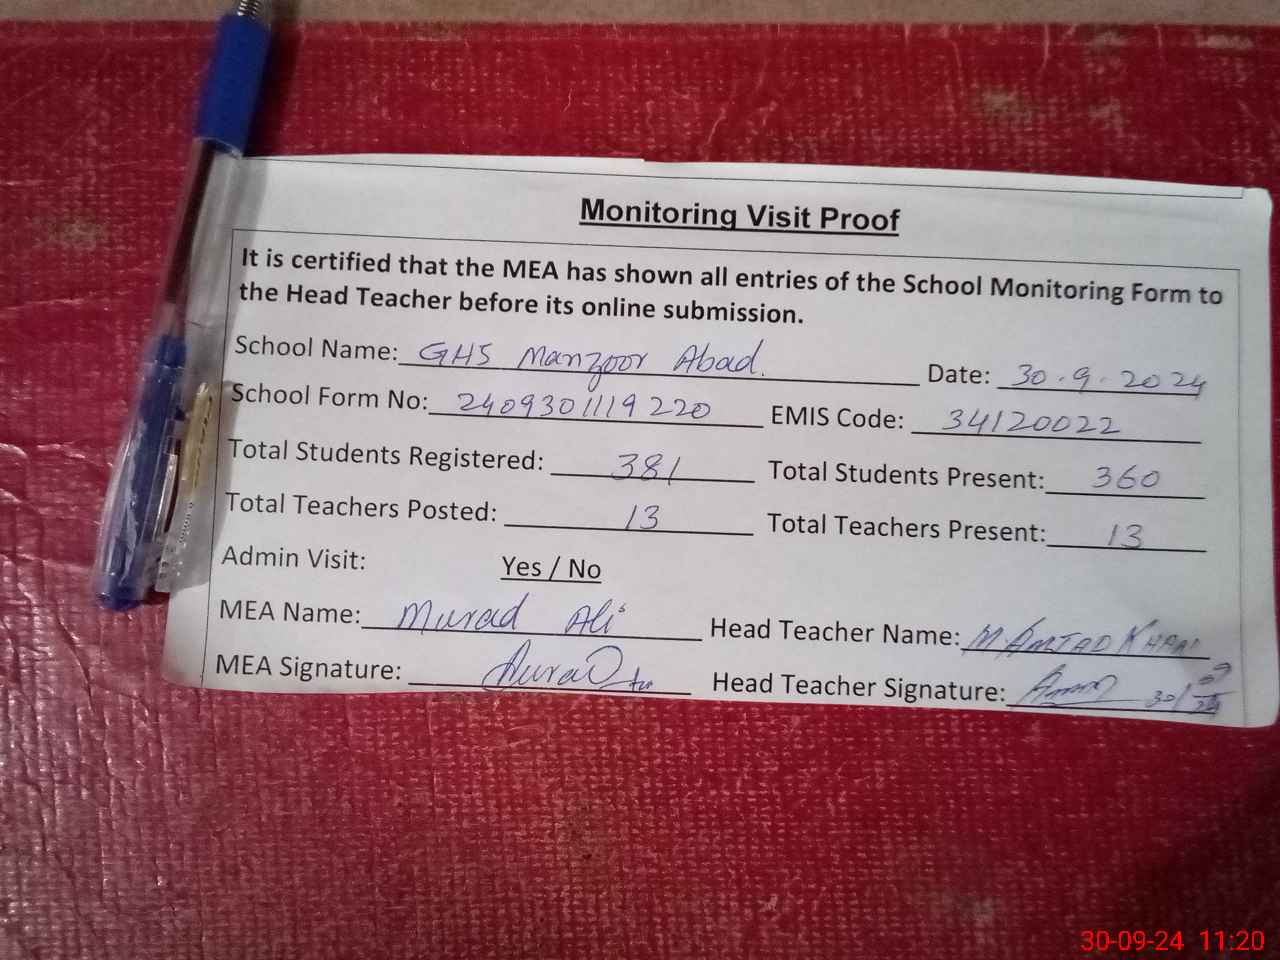 Monitoring Visit Proof
It is certified that the MEA has shown all entries of the School Monitoring Form to
the Head Teacher before its online submission.
School Name: GHS Manzoor Abad. Date: 30.9.2024
School Form No: 2409301119220 EMIS Code: 34120022
Total Students Registered: 381 Total Students Present: 360
Total Teachers Posted: 13 Total Teachers Present: 13
Admin Visit: Yes / No
MEA Name: Murad Ali Head Teacher Name: M. AMJAD KHAN
MEA Signature: Head Teacher Signature:
30-09-24 11:20